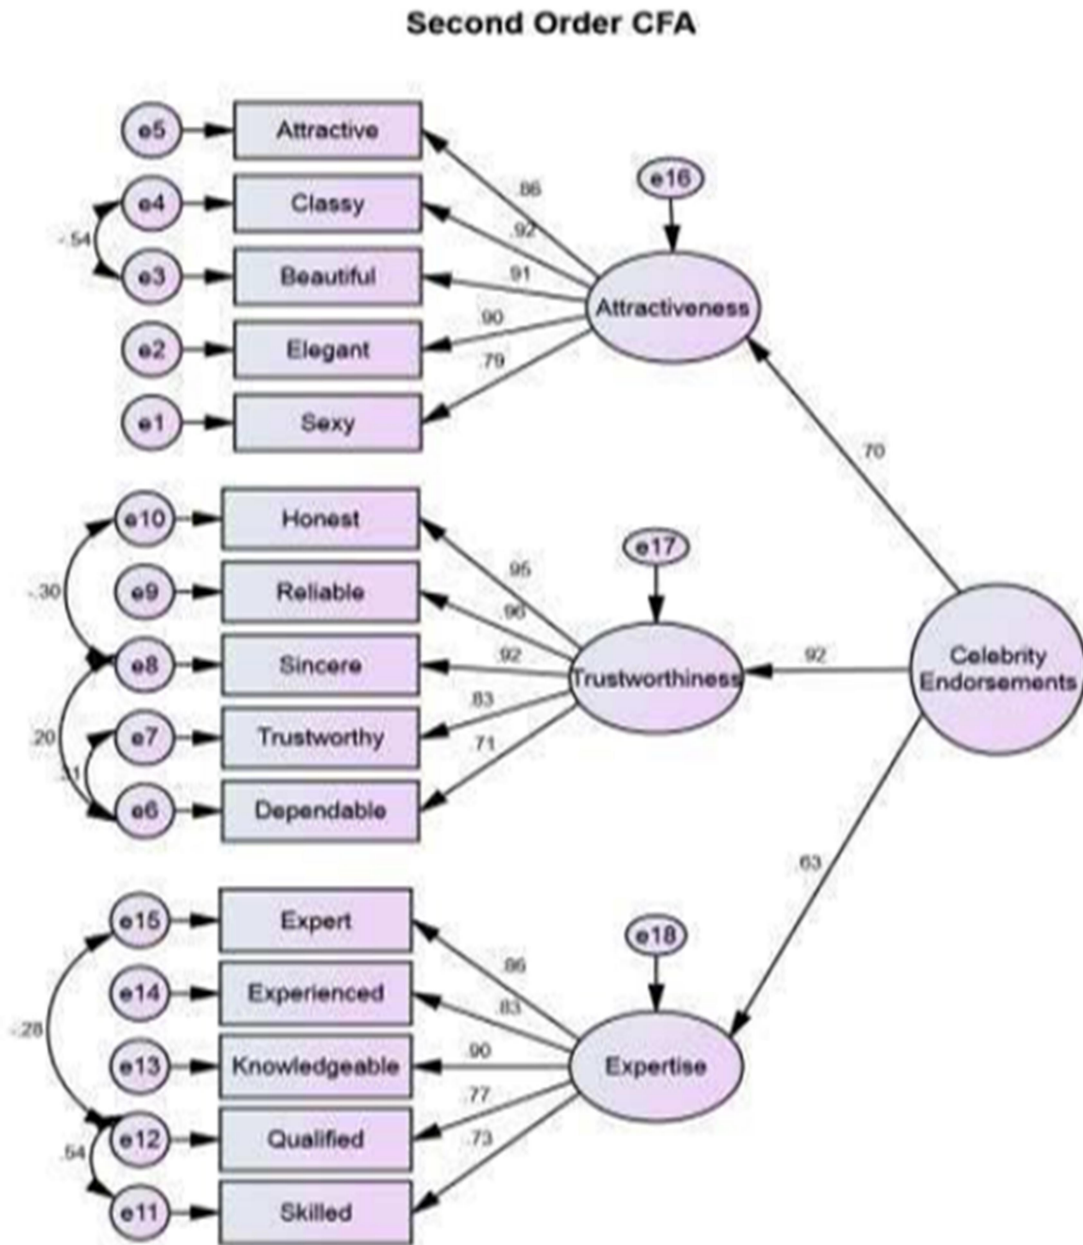 Second Order CFA
e5
Attractive
e16
.86
e4
Classy
.92
-.54
e3
Beautiful
.91
Attractiveness
e2
Elegant
.90
.79
e1
Sexy
.70
e10
Honest
e17
.95
-.30
e9
Reliable
.96
e8
Sincere
.92
Trustworthiness
.92
Celebrity
Endorsements
.83
.20
e7
Trustworthy
.71
e6
Dependable
.63
e15
Expert
e18
.86
e14
Experienced
.83
-.28
e13
Knowledgeable
.90
Expertise
.77
e12
Qualified
.73
.54
e11
Skilled